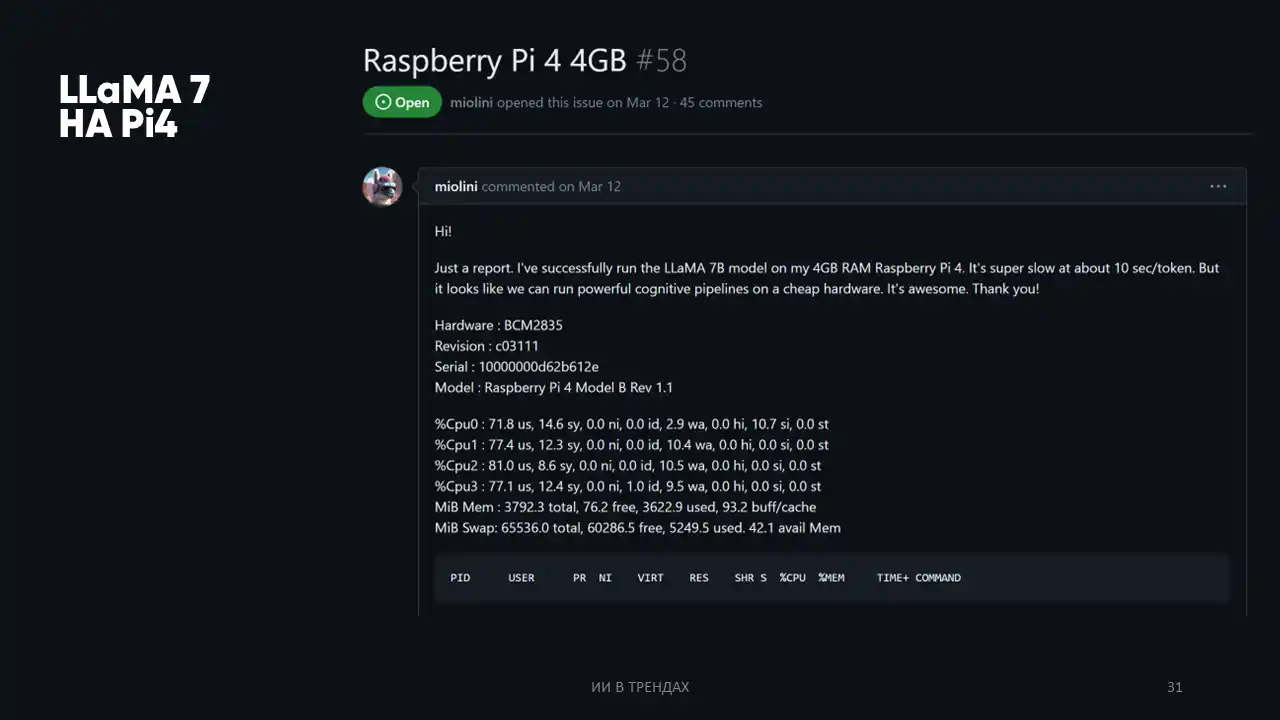 LLaMA 7
НА Pi4
Raspberry Pi 4 4GB #58
Open miolini opened this issue on Mar 12 · 45 comments
miolini commented on Mar 12 ···
Hi!
Just a report. I've successfully run the LLaMA 7B model on my 4GB RAM Raspberry Pi 4. It's super slow at about 10 sec/token. But
it looks like we can run powerful cognitive pipelines on a cheap hardware. It's awesome. Thank you!
Hardware : BCM2835
Revision : c03111
Serial : 10000000d62b612e
Model : Raspberry Pi 4 Model B Rev 1.1
%Cpu0 : 71.8 us, 14.6 sy, 0.0 ni, 0.0 id, 2.9 wa, 0.0 hi, 10.7 si, 0.0 st
%Cpu1 : 77.4 us, 12.3 sy, 0.0 ni, 0.0 id, 10.4 wa, 0.0 hi, 0.0 si, 0.0 st
%Cpu2 : 81.0 us, 8.6 sy, 0.0 ni, 0.0 id, 10.5 wa, 0.0 hi, 0.0 si, 0.0 st
%Cpu3 : 77.1 us, 12.4 sy, 0.0 ni, 1.0 id, 9.5 wa, 0.0 hi, 0.0 si, 0.0 st
MiB Mem : 3792.3 total, 76.2 free, 3622.9 used, 93.2 buff/cache
MiB Swap: 65536.0 total, 60286.5 free, 5249.5 used. 42.1 avail Mem
PID USER PR NI VIRT RES SHR S %CPU %MEM TIME+ COMMAND
ИИ В ТРЕНДАХ
31